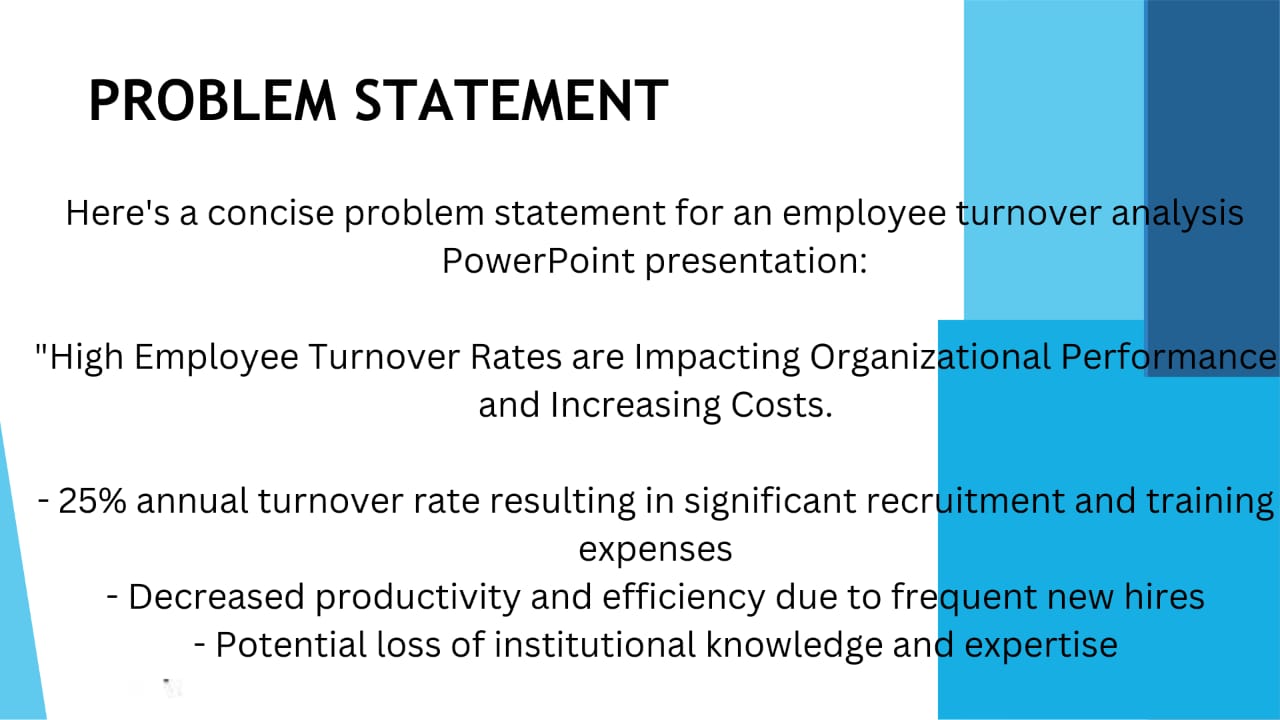 PROBLEM STATEMENT
Here's a concise problem statement for an employee turnover analysis
PowerPoint presentation:
"High Employee Turnover Rates are Impacting Organizational Performance
and Increasing Costs.
- 25% annual turnover rate resulting in significant recruitment and training
expenses
- Decreased productivity and efficiency due to frequent new hires
- Potential loss of institutional knowledge and expertise